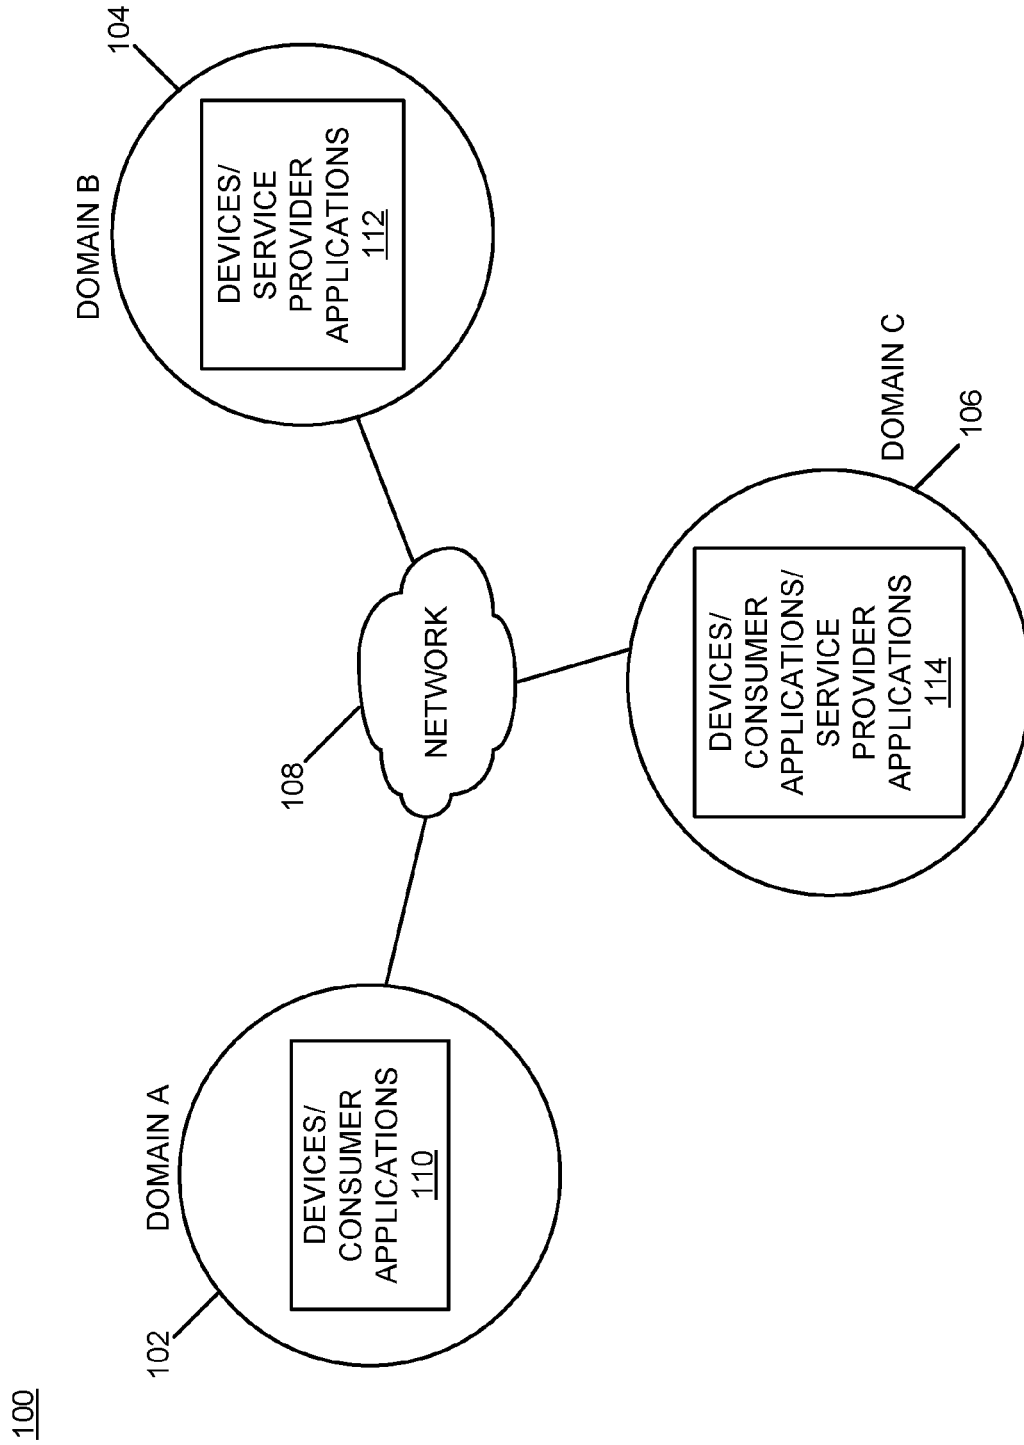 100
102
DOMAIN A
DEVICES/
CONSUMER
APPLICATIONS
110
108
NETWORK
DOMAIN B
104
DEVICES/
SERVICE
PROVIDER
APPLICATIONS
112
DOMAIN C
106
DEVICES/
CONSUMER
APPLICATIONS/
SERVICE
PROVIDER
APPLICATIONS
114